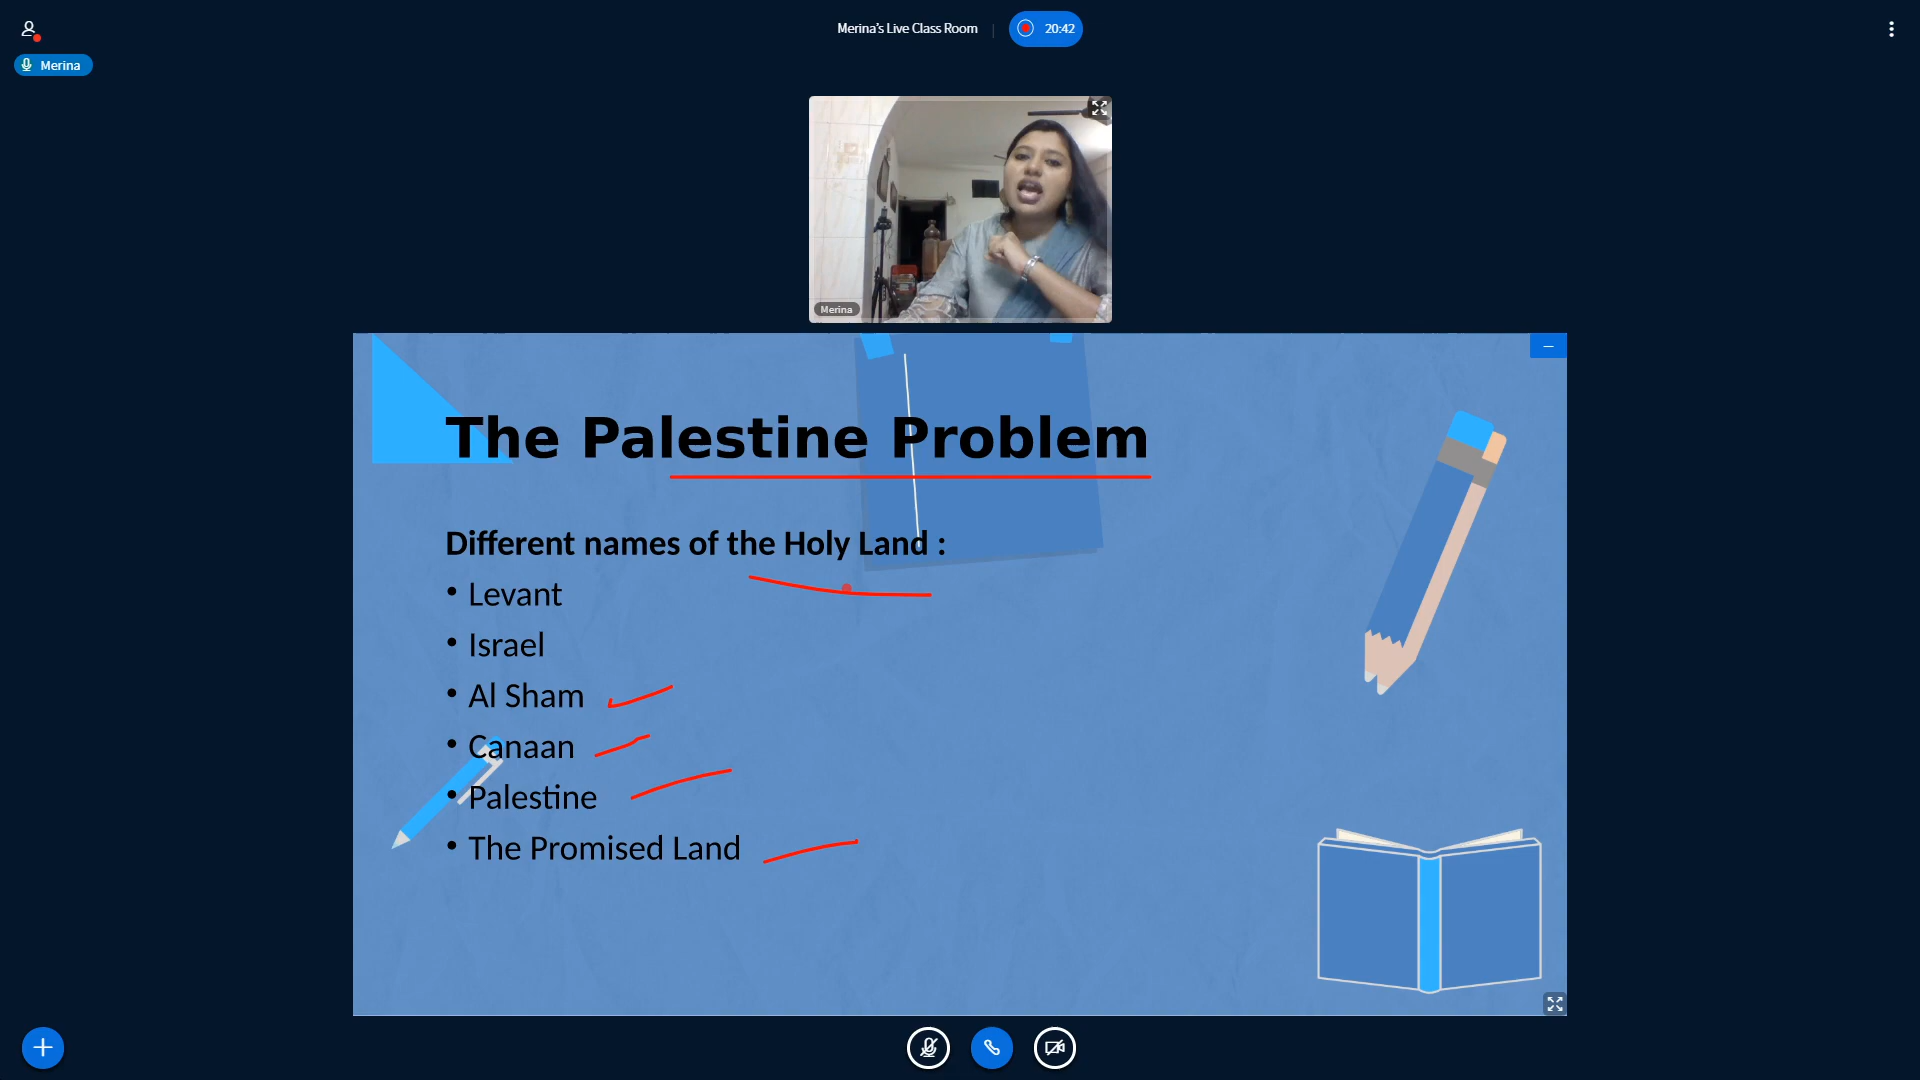 Merina's Live Class Room
20:42
Merina
Merina
The Palestine Problem
Different names of the Holy Land :
• Levant
• Israel
• Al Sham
• Canaan
• Palestine
• The Promised Land